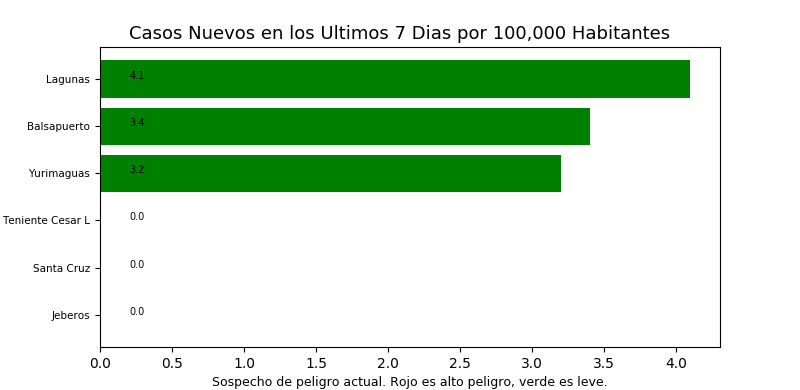 Casos Nuevos en los Ultimos 7 Dias por 100,000 Habitantes
Lagunas 4.1
Balsapuerto 3.4
Yurimaguas 3.2
Teniente Cesar L 0.0
Santa Cruz 0.0
Jeberos 0.0
0.0 0.5 1.0 1.5 2.0 2.5 3.0 3.5 4.0
Sospecho de peligro actual. Rojo es alto peligro, verde es leve.